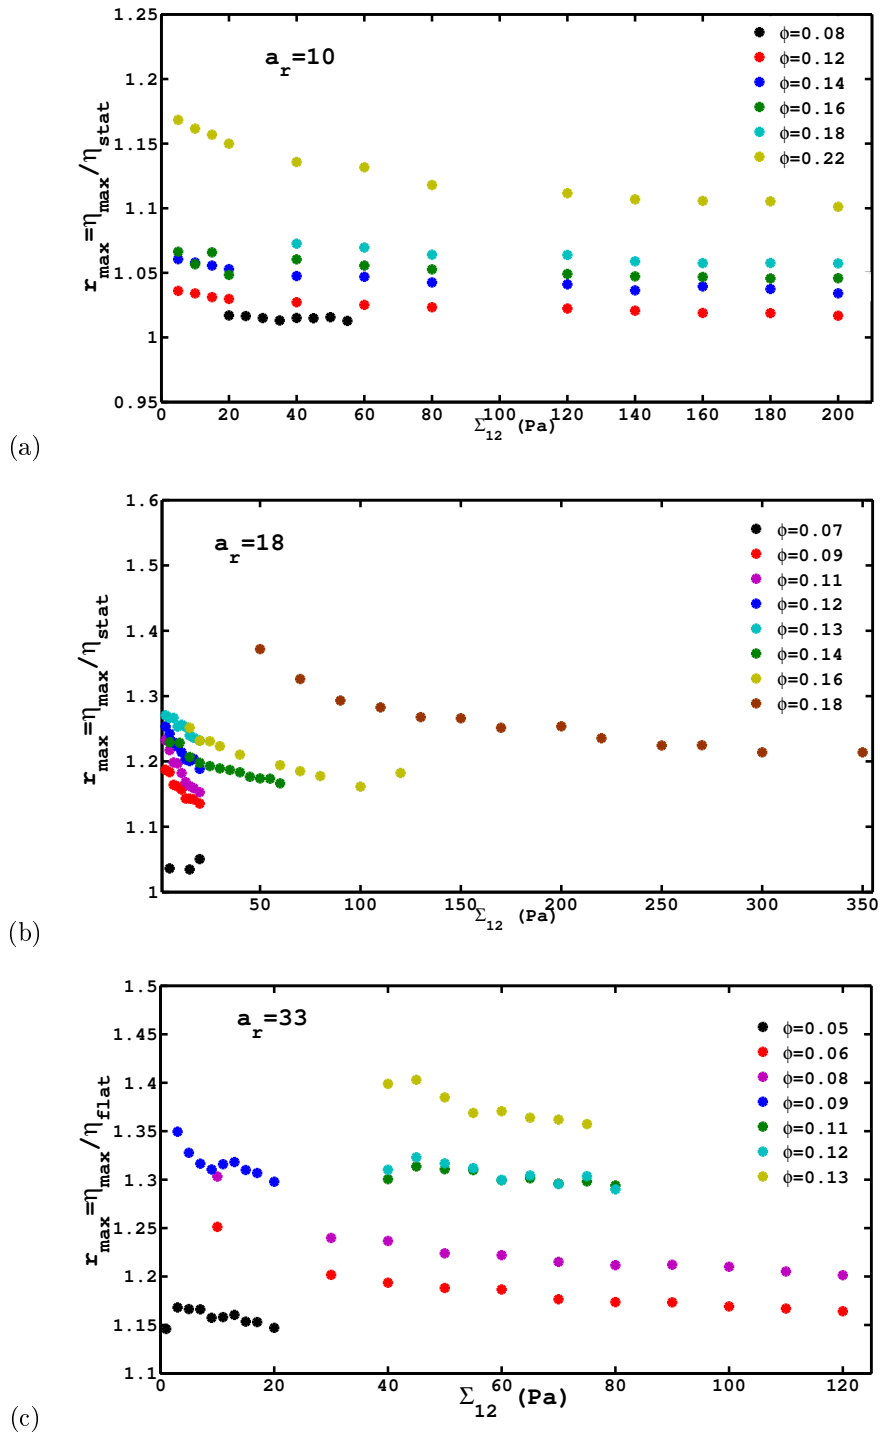 1.25
1.2
1.15
1.1
1.05
1
0.95
r_max=η_max/η_stat
a_r=10
ϕ=0.08
ϕ=0.12
ϕ=0.14
ϕ=0.16
ϕ=0.18
ϕ=0.22
0 20 40 60 80 100 120 140 160 180 200
Σ_12 (Pa)
(a)
1.6
1.5
1.4
1.3
1.2
1.1
1
r_max=η_max/η_stat
a_r=18
ϕ=0.07
ϕ=0.09
ϕ=0.11
ϕ=0.12
ϕ=0.13
ϕ=0.14
ϕ=0.16
ϕ=0.18
50 100 150 200 250 300 350
Σ_12 (Pa)
(b)
1.5
1.45
1.4
1.35
1.3
1.25
1.2
1.15
1.1
r_max=η_max/η_flat
a_r=33
ϕ=0.05
ϕ=0.06
ϕ=0.08
ϕ=0.09
ϕ=0.11
ϕ=0.12
ϕ=0.13
0 20 40 60 80 100 120
Σ_12 (Pa)
(c)